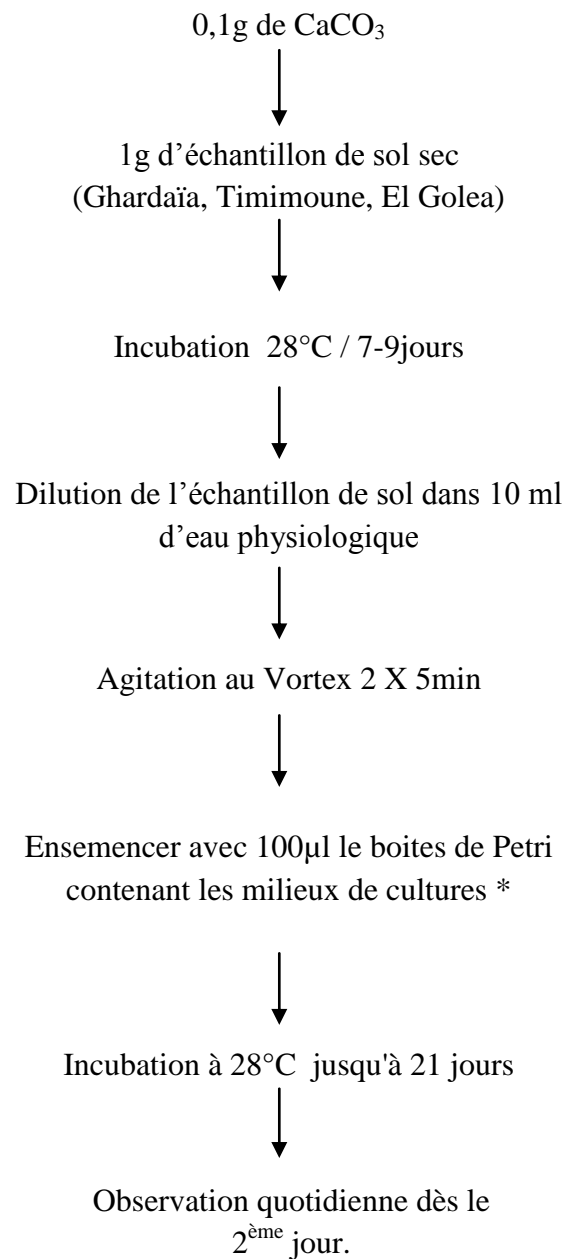 0,1g de CaCO₃
1g d’échantillon de sol sec
(Ghardaïa, Timimoune, El Golea)
Incubation 28°C / 7-9jours
Dilution de l’échantillon de sol dans 10 ml
d’eau physiologique
Agitation au Vortex 2 X 5min
Ensemencer avec 100µl le boites de Petri
contenant les milieux de cultures *
Incubation à 28°C jusqu'à 21 jours
Observation quotidienne dès le
2ème jour.